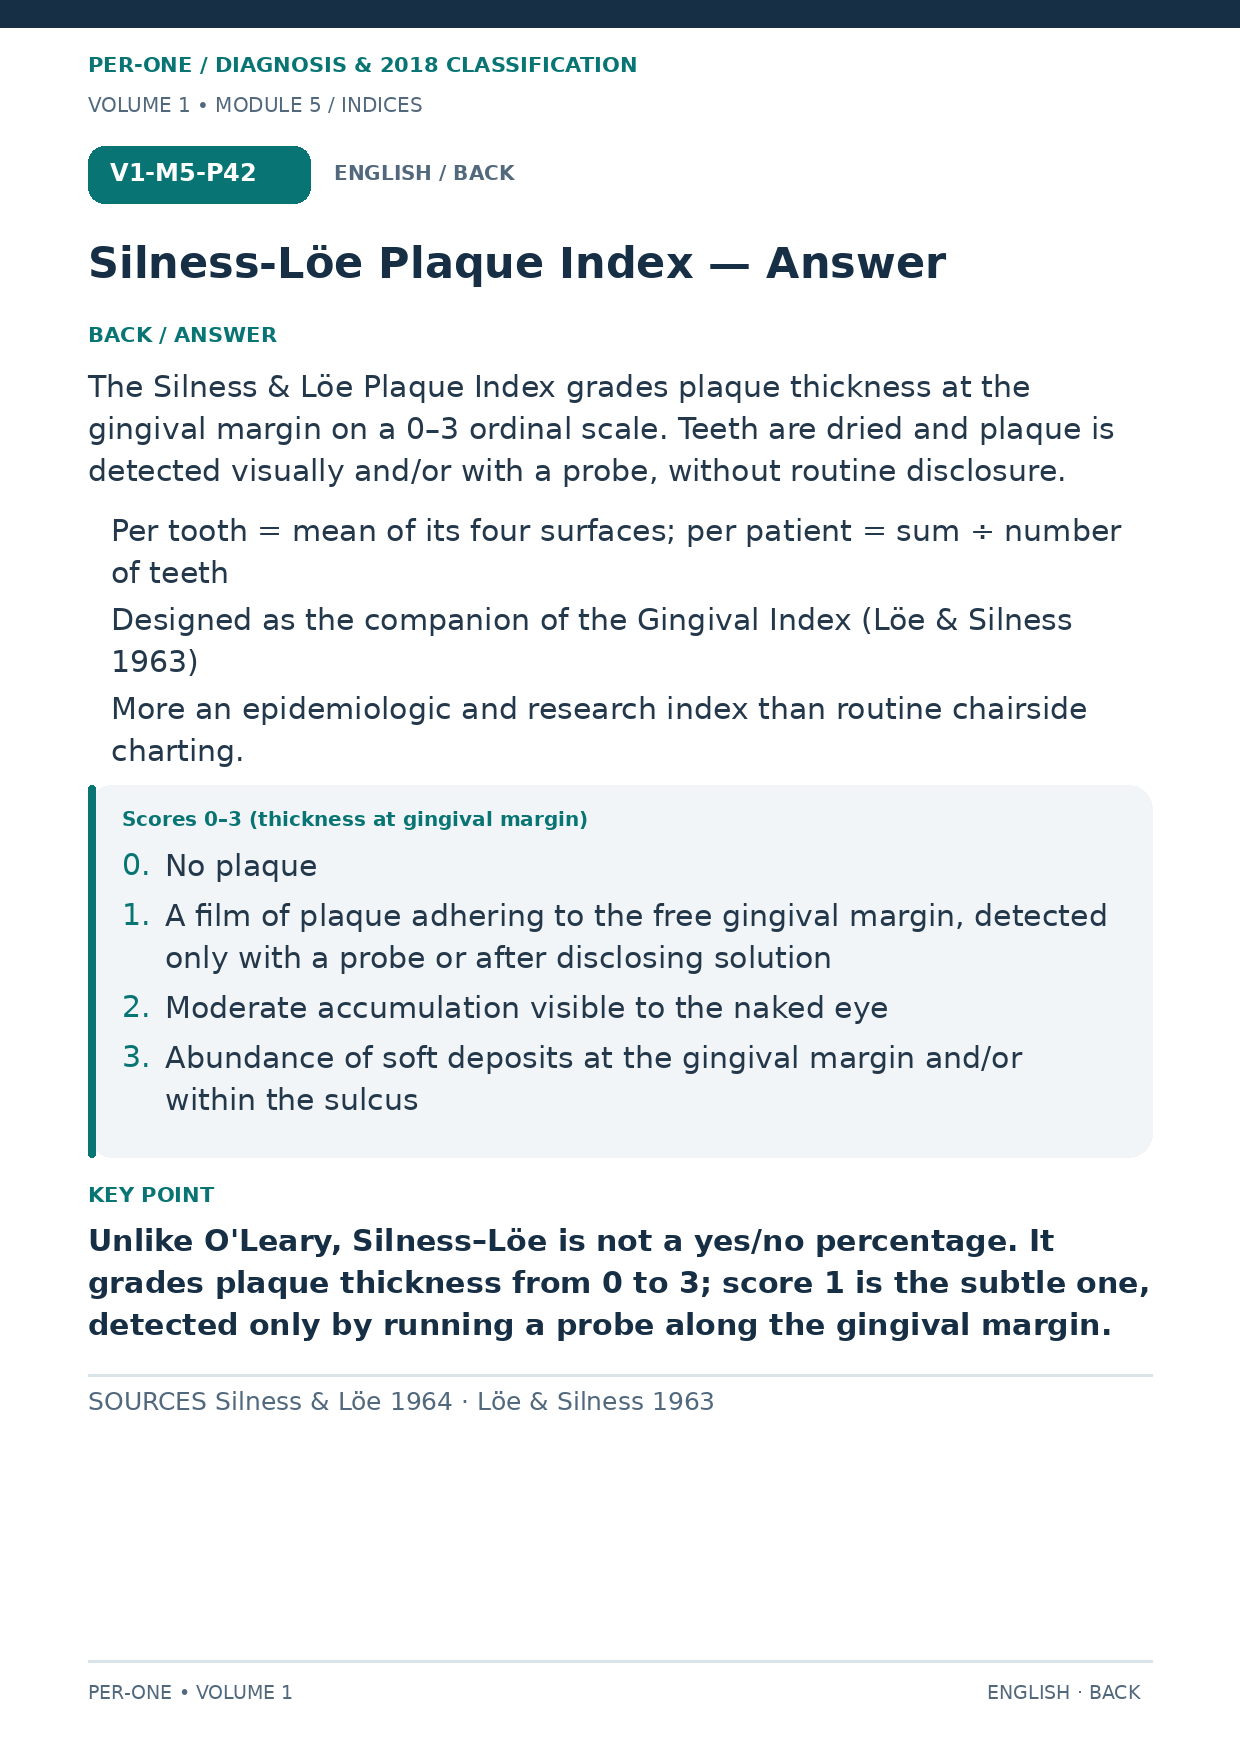 PER-ONE / DIAGNOSIS & 2018 CLASSIFICATION
VOLUME 1 • MODULE 5 / INDICES
V1-M5-P42
ENGLISH / BACK
Silness-Löe Plaque Index — Answer
BACK / ANSWER
The Silness & Löe Plaque Index grades plaque thickness at the
gingival margin on a 0–3 ordinal scale. Teeth are dried and plaque is
detected visually and/or with a probe, without routine disclosure.
Per tooth = mean of its four surfaces; per patient = sum ÷ number
of teeth
Designed as the companion of the Gingival Index (Löe & Silness
1963)
More an epidemiologic and research index than routine chairside
charting.
Scores 0–3 (thickness at gingival margin)
0. No plaque
1. A film of plaque adhering to the free gingival margin, detected
only with a probe or after disclosing solution
2. Moderate accumulation visible to the naked eye
3. Abundance of soft deposits at the gingival margin and/or
within the sulcus
KEY POINT
Unlike O'Leary, Silness–Löe is not a yes/no percentage. It
grades plaque thickness from 0 to 3; score 1 is the subtle one,
detected only by running a probe along the gingival margin.
SOURCES Silness & Löe 1964 · Löe & Silness 1963
PER-ONE • VOLUME 1
ENGLISH · BACK